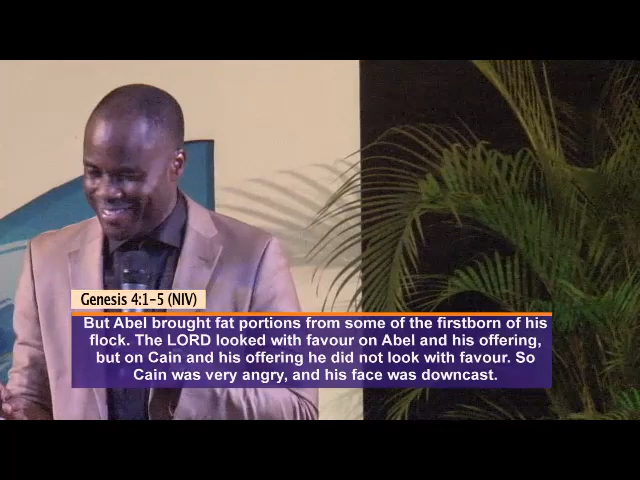 Genesis 4:1-5 (NIV)
But Abel brought fat portions from some of the firstborn of his
flock. The LORD looked with favour on Abel and his offering,
but on Cain and his offering he did not look with favour. So
Cain was very angry, and his face was downcast.